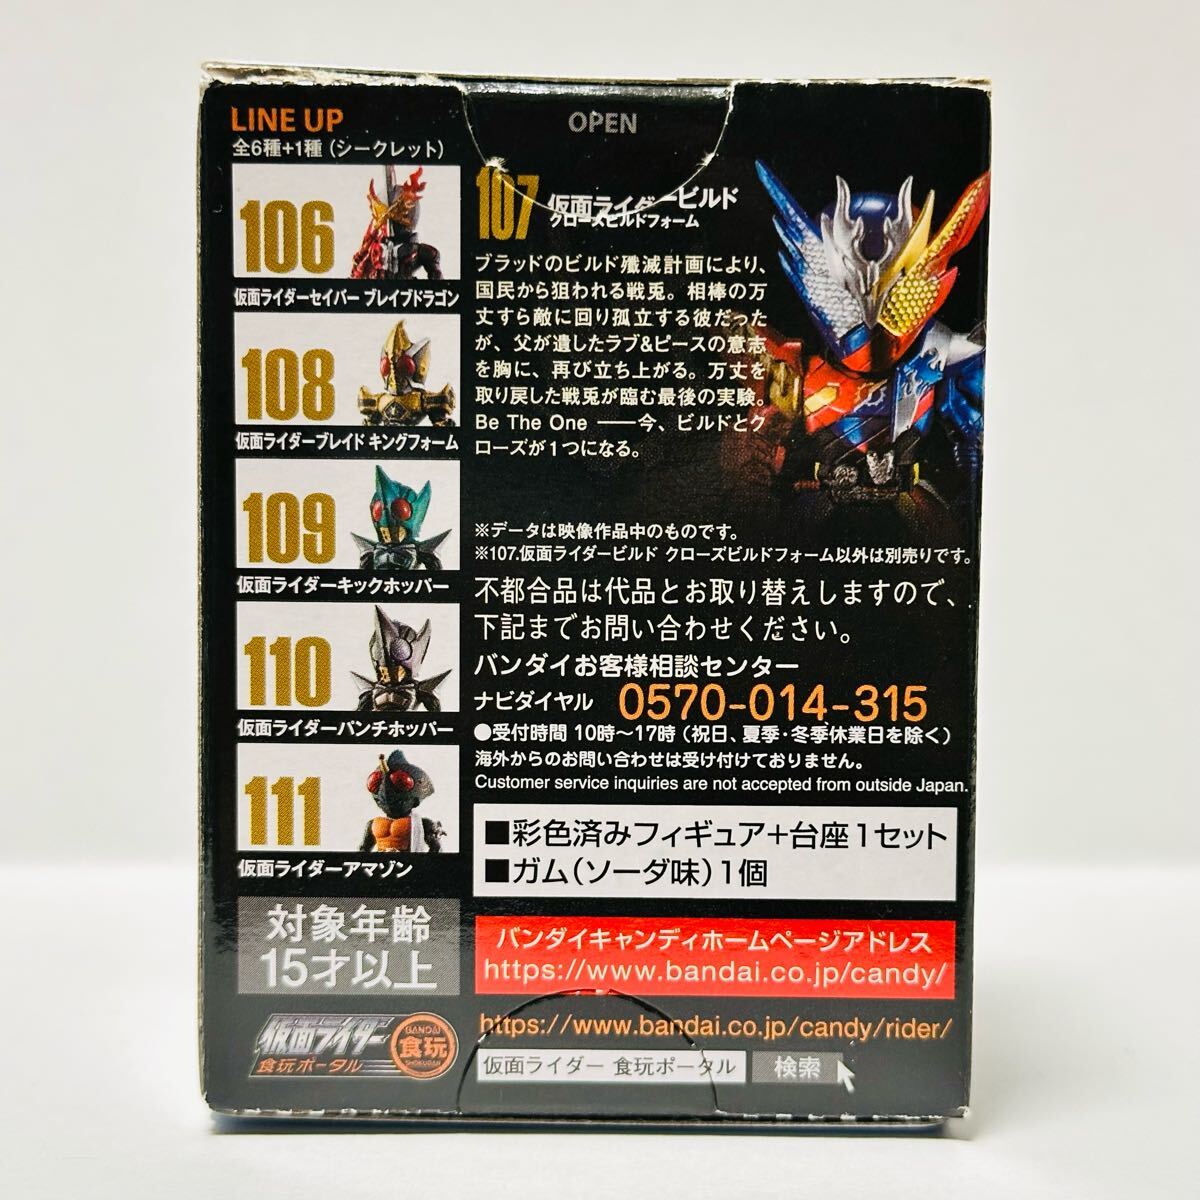 LINE UP
全6種+1種（シークレット）
106
仮面ライダーセイバー ブレイブドラゴン
108
仮面ライダーブレイド キングフォーム
109
仮面ライダーキックホッパー
110
仮面ライダーパンチホッパー
111
仮面ライダーアマゾン
対象年齢
15才以上
仮面ライダー
食玩ポータル
BANDAI
食玩
SHOKUGAN
OPEN
107 仮面ライダービルド
クローズビルドフォーム
ブラッドのビルド殲滅計画により、
国民から狙われる戦兎。相棒の万
丈すら敵に回り孤立する彼だった
が、父が遺したラブ&ピースの意志
を胸に、再び立ち上がる。万丈を
取り戻した戦兎が臨む最後の実験。
Be The One ――今、ビルドとク
ローズが1つになる。
※データは映像作品中のものです。
※107.仮面ライダービルド クローズビルドフォーム以外は別売りです。
不都合品は代品とお取り替えしますので、
下記までお問い合わせください。
バンダイお客様相談センター
ナビダイヤル 0570-014-315
●受付時間 10時～17時（祝日、夏季・冬季休業日を除く）
海外からのお問い合わせは受け付けておりません。
Customer service inquiries are not accepted from outside Japan.
■彩色済みフィギュア+台座1セット
■ガム（ソーダ味）1個
バンダイキャンディホームページアドレス
https://www.bandai.co.jp/candy/
https://www.bandai.co.jp/candy/rider/
仮面ライダー 食玩ポータル 検索